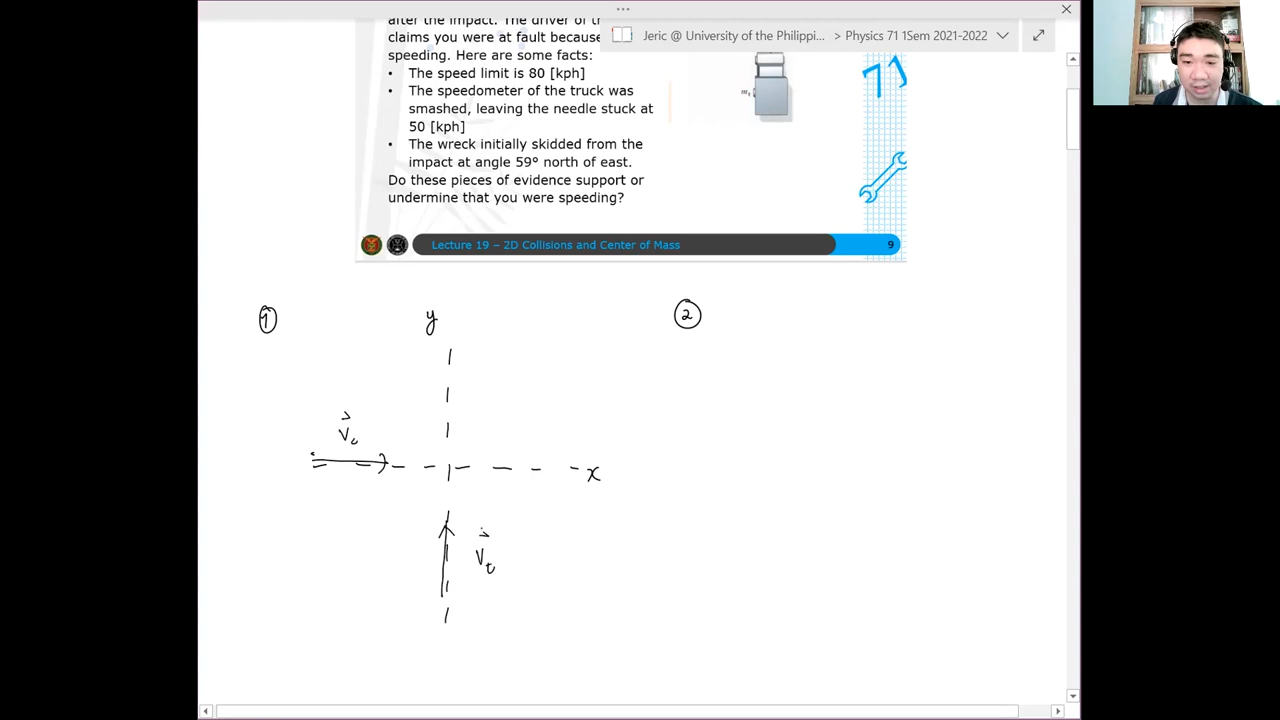 after the impact. The driver of th
claims you were at fault because
speeding. Here are some facts:
• The speed limit is 80 [kph]
• The speedometer of the truck was
smashed, leaving the needle stuck at
50 [kph]
• The wreck initially skidded from the
impact at angle 59° north of east.
Do these pieces of evidence support or
undermine that you were speeding?
Jeric @ University of the Philippi... > Physics 71 1Sem 2021-2022
71
Lecture 19 – 2D Collisions and Center of Mass
9
1
y
2
Vc
x
Vt